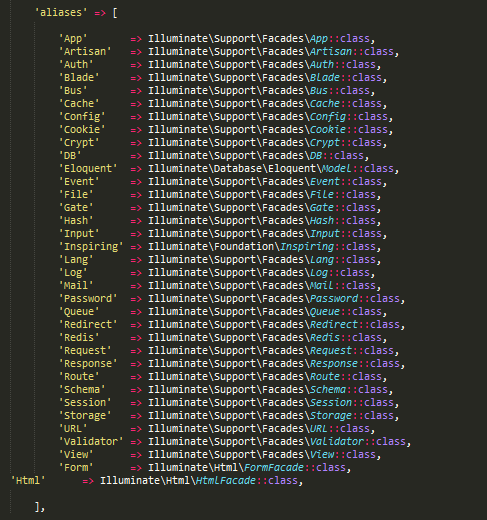 'aliases' => [
'App' => Illuminate\Support\Facades\App::class,
'Artisan' => Illuminate\Support\Facades\Artisan::class,
'Auth' => Illuminate\Support\Facades\Auth::class,
'Blade' => Illuminate\Support\Facades\Blade::class,
'Bus' => Illuminate\Support\Facades\Bus::class,
'Cache' => Illuminate\Support\Facades\Cache::class,
'Config' => Illuminate\Support\Facades\Config::class,
'Cookie' => Illuminate\Support\Facades\Cookie::class,
'Crypt' => Illuminate\Support\Facades\Crypt::class,
'DB' => Illuminate\Support\Facades\DB::class,
'Eloquent' => Illuminate\Database\Eloquent\Model::class,
'Event' => Illuminate\Support\Facades\Event::class,
'File' => Illuminate\Support\Facades\File::class,
'Gate' => Illuminate\Support\Facades\Gate::class,
'Hash' => Illuminate\Support\Facades\Hash::class,
'Input' => Illuminate\Support\Facades\Input::class,
'Inspiring' => Illuminate\Foundation\Inspiring::class,
'Lang' => Illuminate\Support\Facades\Lang::class,
'Log' => Illuminate\Support\Facades\Log::class,
'Mail' => Illuminate\Support\Facades\Mail::class,
'Password' => Illuminate\Support\Facades\Password::class,
'Queue' => Illuminate\Support\Facades\Queue::class,
'Redirect' => Illuminate\Support\Facades\Redirect::class,
'Redis' => Illuminate\Support\Facades\Redis::class,
'Request' => Illuminate\Support\Facades\Request::class,
'Response' => Illuminate\Support\Facades\Response::class,
'Route' => Illuminate\Support\Facades\Route::class,
'Schema' => Illuminate\Support\Facades\Schema::class,
'Session' => Illuminate\Support\Facades\Session::class,
'Storage' => Illuminate\Support\Facades\Storage::class,
'URL' => Illuminate\Support\Facades\URL::class,
'Validator' => Illuminate\Support\Facades\Validator::class,
'View' => Illuminate\Support\Facades\View::class,
'Form' => Illuminate\Html\FormFacade::class,
'Html' => Illuminate\Html\HtmlFacade::class,
],